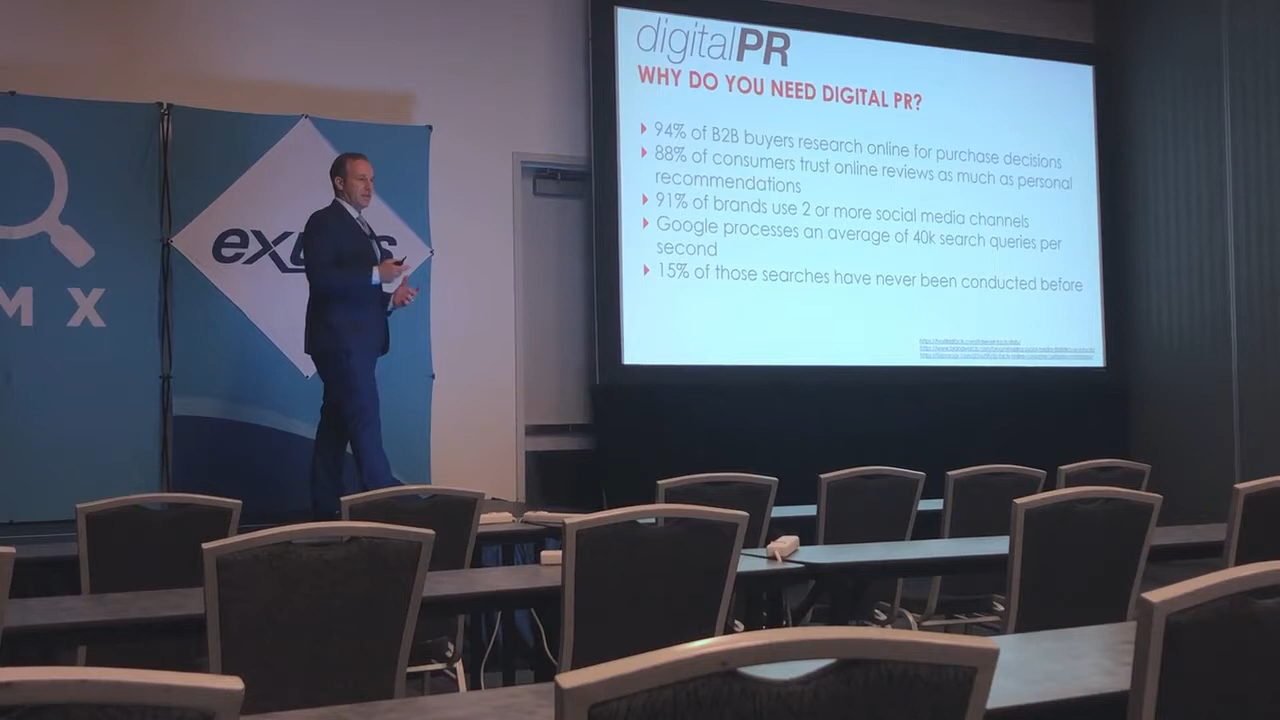 digitalPR
WHY DO YOU NEED DIGITAL PR?
94% of B2B buyers research online for purchase decisions
88% of consumers trust online reviews as much as personal
recommendations
91% of brands use 2 or more social media channels
Google processes an average of 40k search queries per
second
15% of those searches have never been conducted before
M X